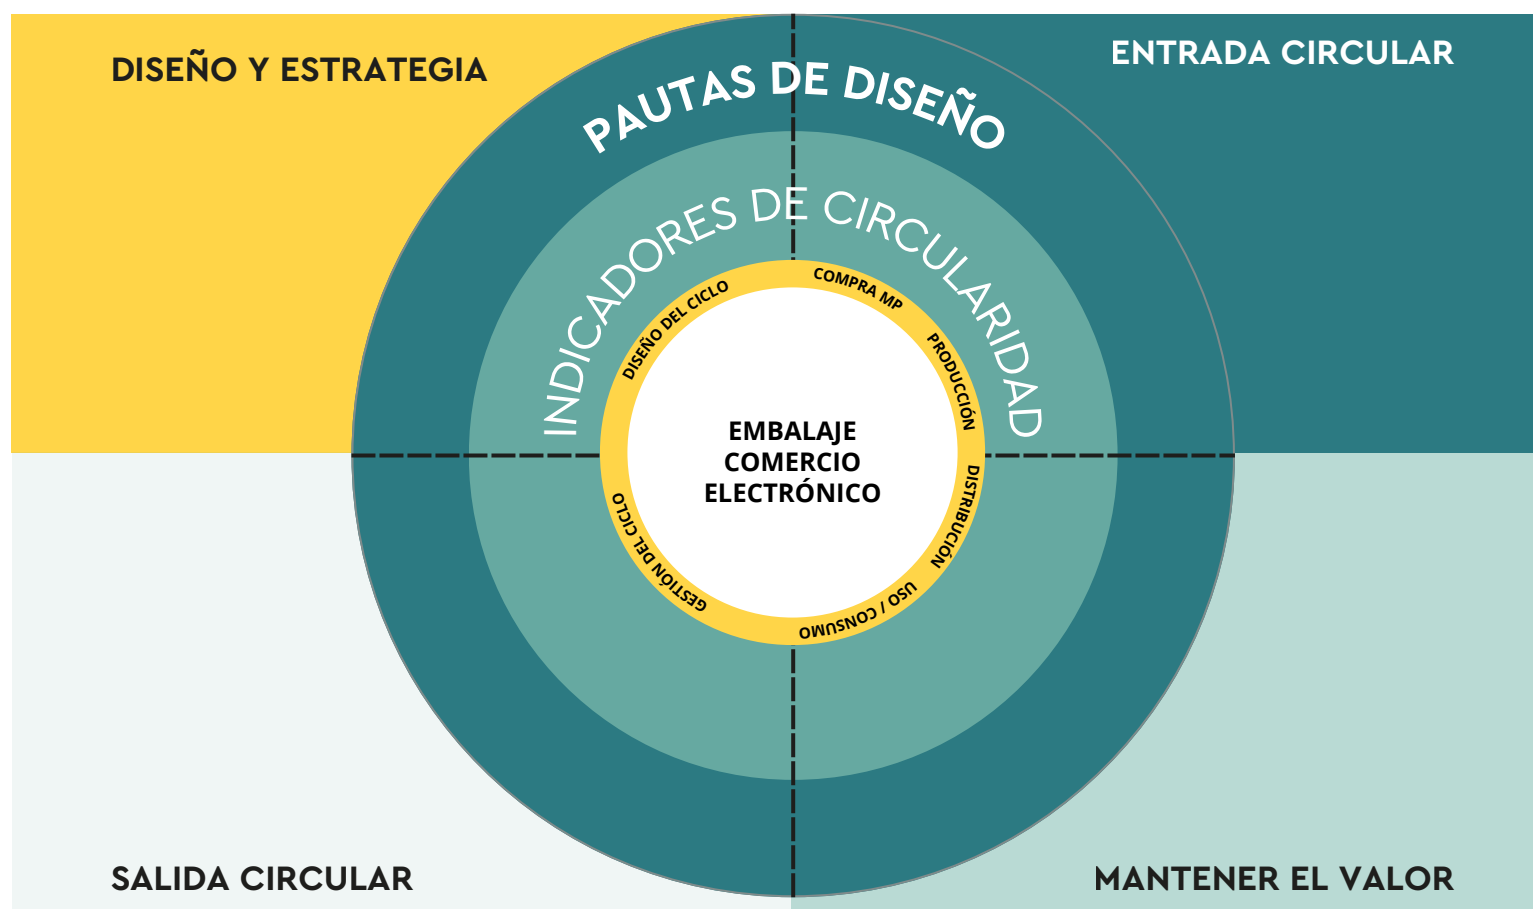 DISEÑO Y ESTRATEGIA
ENTRADA CIRCULAR
PAUTAS DE DISEÑO
INDICADORES DE CIRCULARIDAD
DISEÑO DEL CICLO
COMPRA MP
PRODUCCIÓN
DISTRIBUCIÓN
USO / CONSUMO
GESTIÓN DEL CICLO
EMBALAJE
COMERCIO
ELECTRÓNICO
SALIDA CIRCULAR
MANTENER EL VALOR